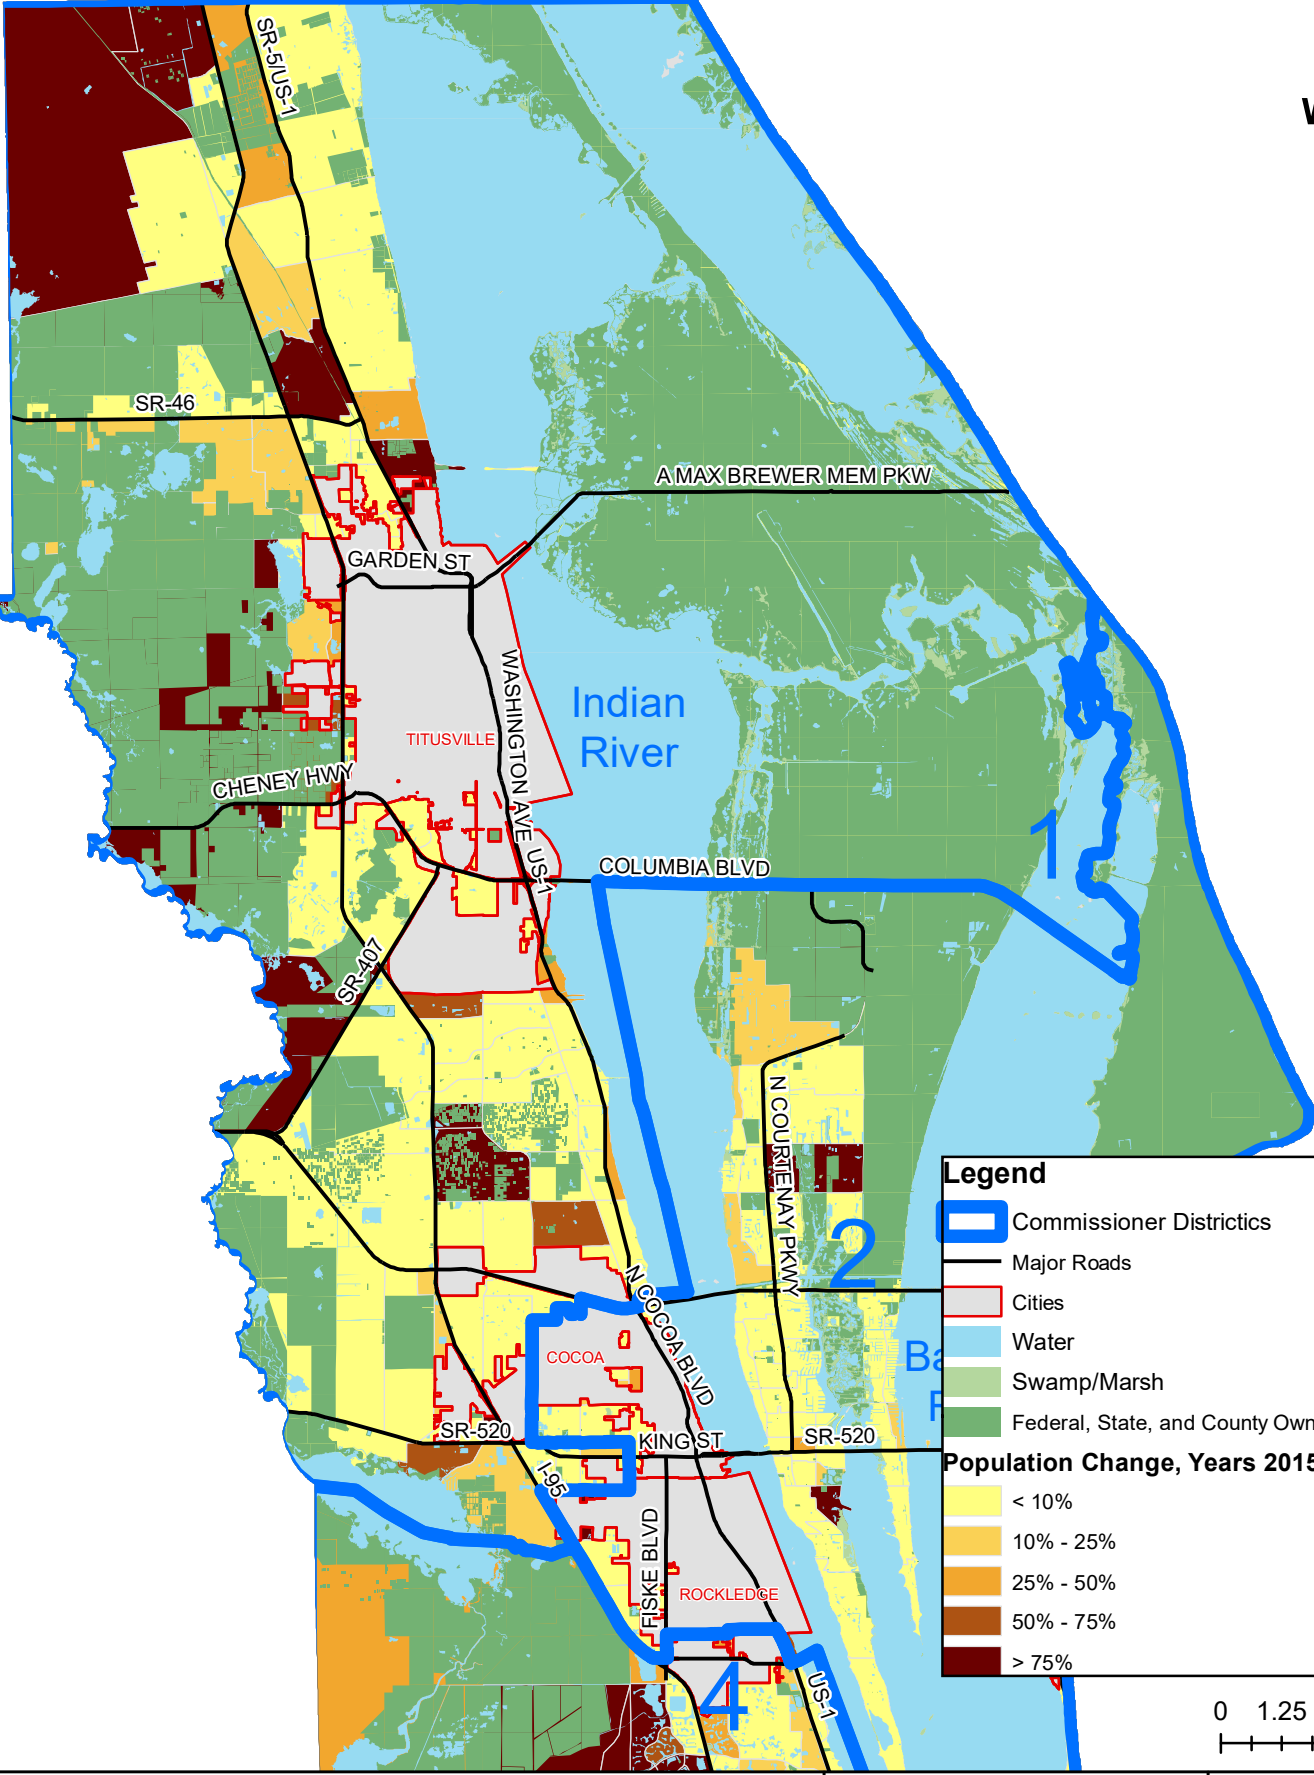 W
SR-5/US-1
SR-46
A MAX BREWER MEM PKW
GARDEN ST
WASHINGTON AVE
US-1
Indian
River
TITUSVILLE
CHENEY HWY
1
COLUMBIA BLVD
SR-407
N COURTENAY PKWY
2
N COCOA BLVD
COCOA
Ba
SR-520
KING ST
SR-520
I-95
FISKE BLVD
ROCKLEDGE
4
US-1
Legend
Commissioner Districtics
Major Roads
Cities
Water
Swamp/Marsh
Federal, State, and County Own
Population Change, Years 2015
< 10%
10% - 25%
25% - 50%
50% - 75%
> 75%
0 1.25